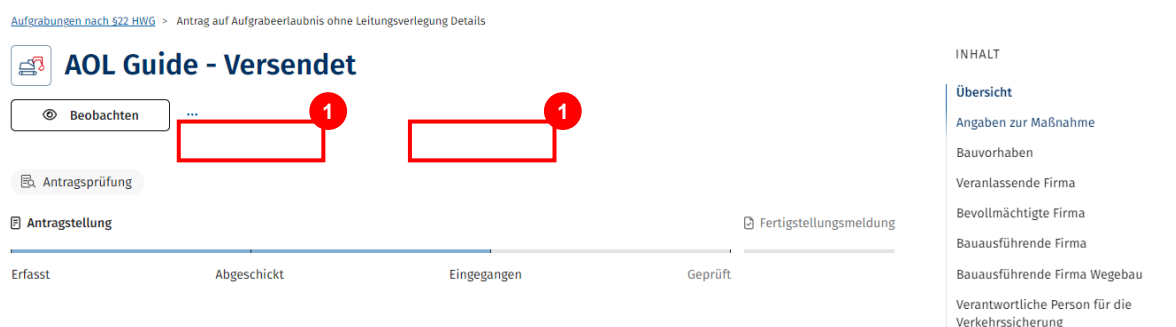 Aufgrabungen nach §22 HWG > Antrag auf Aufgrabeerlaubnis ohne Leitungsverlegung Details
AOL Guide - Versendet
Beobachten ...
1 1
Antragsprüfung
Antragstellung Fertigstellungsmeldung
Erfasst Abgeschickt Eingegangen Geprüft
INHALT
Übersicht
Angaben zur Maßnahme
Bauvorhaben
Veranlassende Firma
Bevollmächtigte Firma
Bauausführende Firma
Bauausführende Firma Wegebau
Verantwortliche Person für die
Verkehrssicherung